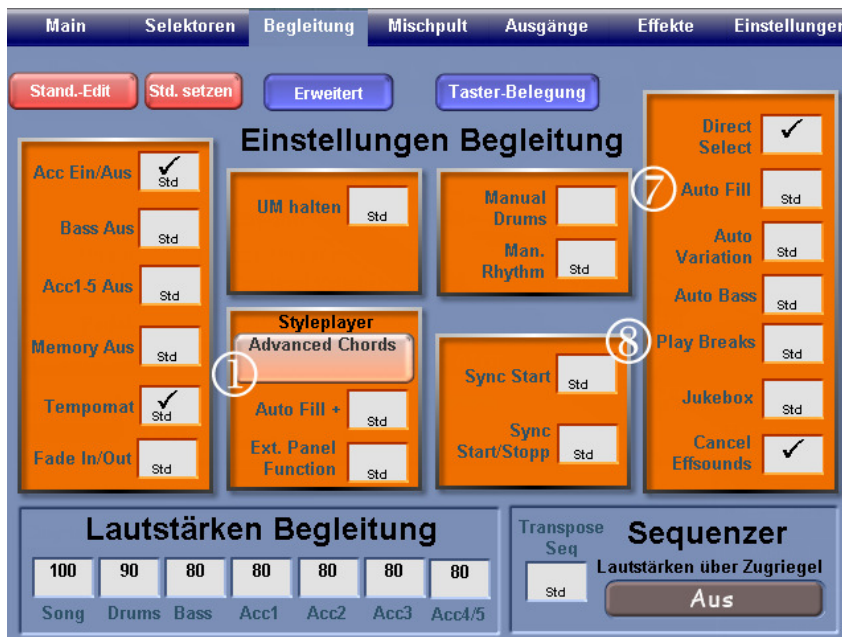 Main Selektoren Begleitung Mischpult Ausgänge Effekte Einstellunger
Stand.-Edit Std. setzen Erweitert Taster-Belegung
Einstellungen Begleitung
Acc Ein/Aus ✓ Std
Bass Aus Std
Acc1-5 Aus Std
Memory Aus Std
Tempomat ✓ Std
Fade In/Out Std
UM halten Std
Styleplayer
① Advanced Chords
Auto Fill + Std
Ext. Panel
Function Std
Manual
Drums
Man.
Rhythm Std
Sync Start Std
Sync
Start/Stopp Std
Direct
Select ✓
⑦ Auto Fill Std
Auto
Variation Std
Auto Bass Std
⑧ Play Breaks Std
Jukebox Std
Cancel
Effsounds ✓
Lautstärken Begleitung
100 90 80 80 80 80 80
Song Drums Bass Acc1 Acc2 Acc3 Acc4/5
Transpose
Seq
Std
Sequenzer
Lautstärken über Zugriegel
Aus